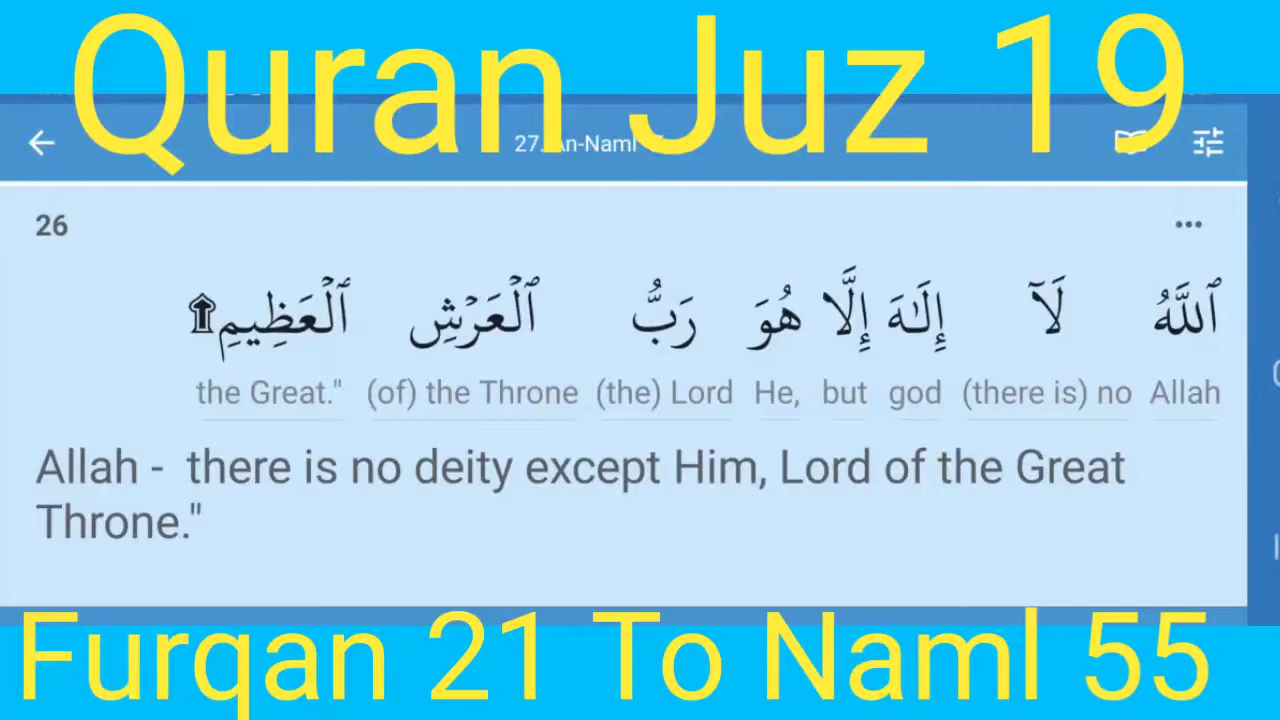 Quran Juz 19
27. An-Naml
26
ٱللَّهُ لَآ إِلَـٰهَ إِلَّا هُوَ رَبُّ ٱلْعَرْشِ ٱلْعَظِيمِ ۩
the Great." (of) the Throne (the) Lord He, but god (there is) no Allah
Allah - there is no deity except Him, Lord of the Great
Throne."
Furqan 21 To Naml 55